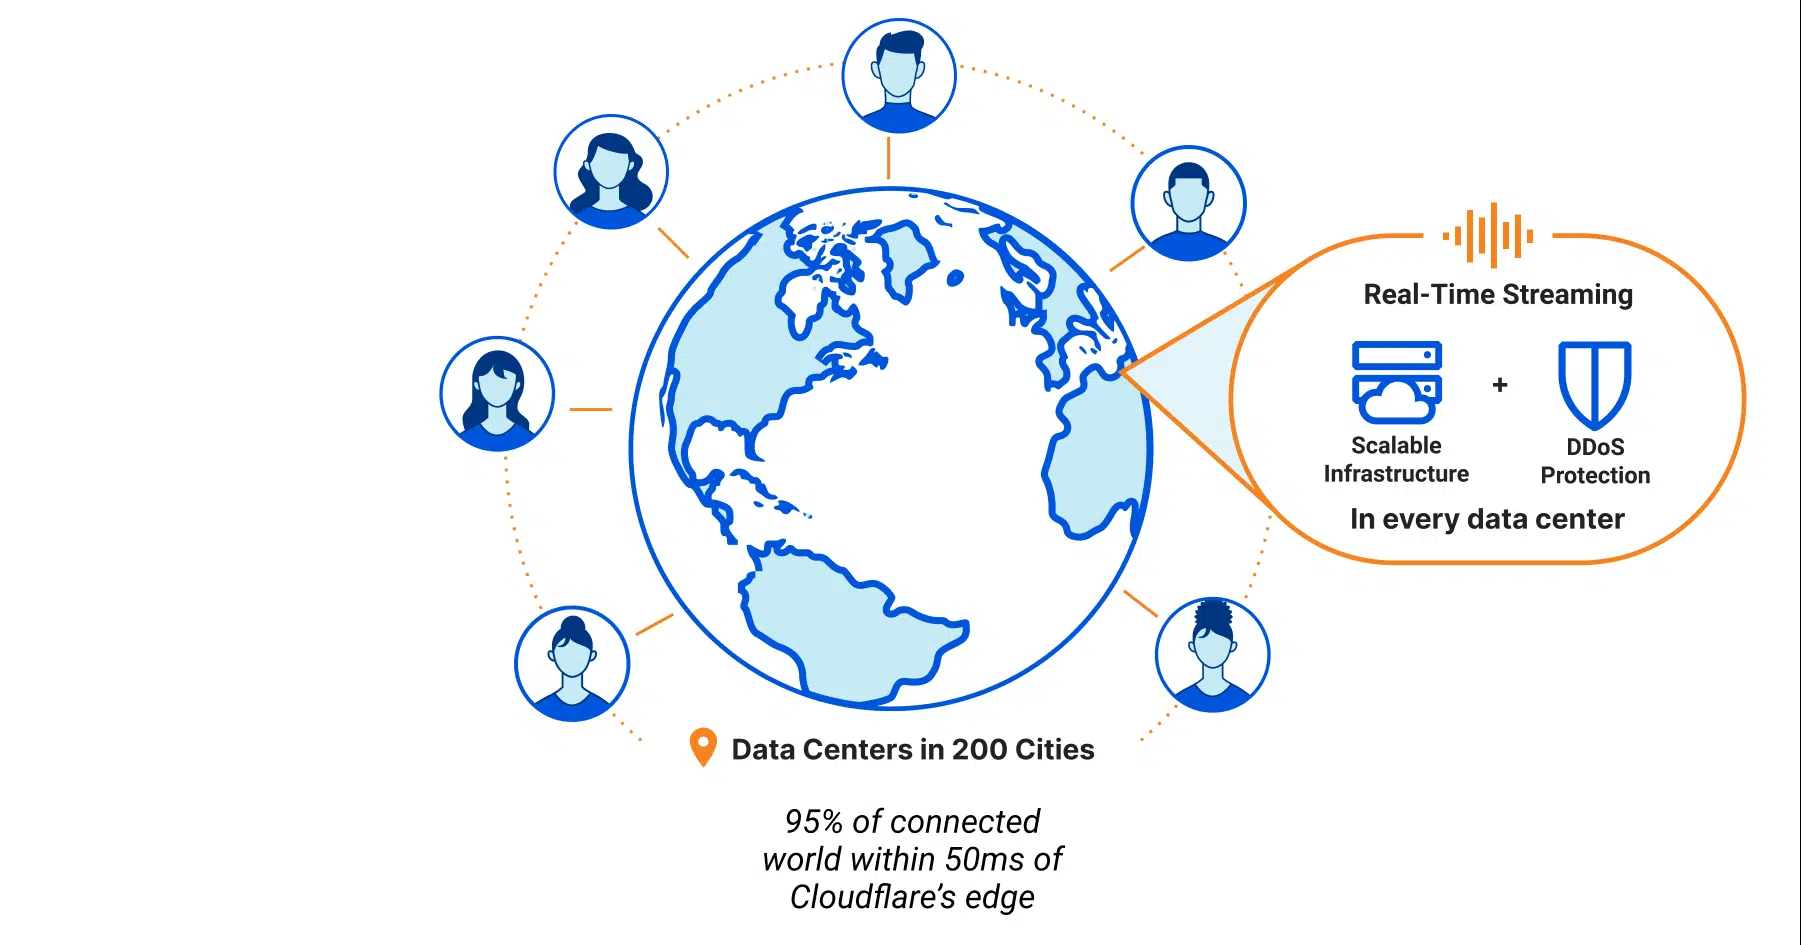 Real-Time Streaming
Scalable
Infrastructure
+
DDoS
Protection
In every data center
Data Centers in 200 Cities
95% of connected
world within 50ms of
Cloudflare's edge